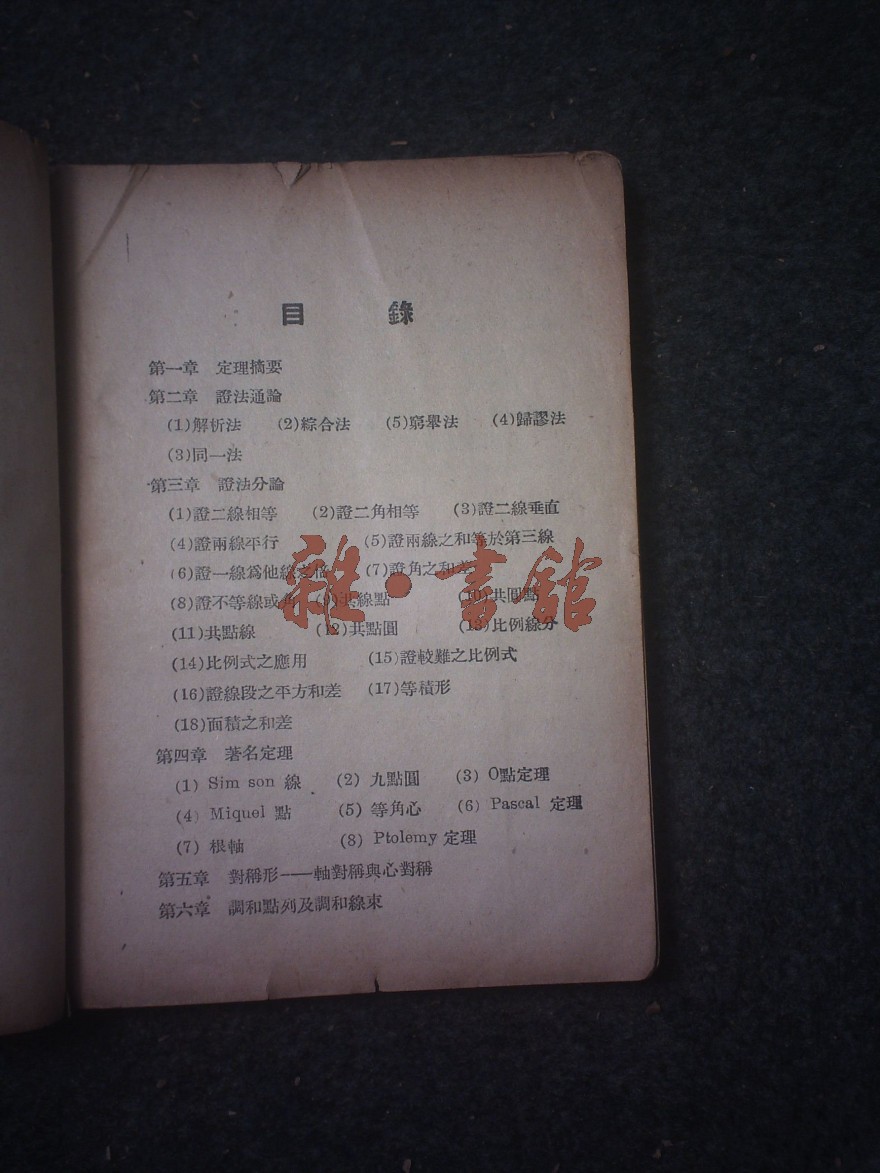 目錄
第一章 定理摘要
第二章 證法通論
(1)解析法 (2)綜合法 (5)窮舉法 (4)歸謬法
(3)同一法
第三章 證法分論
(1)證二線相等 (2)證二角相等 (3)證二線垂直
(4)證兩線平行 (5)證兩線之和等於第三線
(6)證一線爲他線之倍 (7)證角之和差
(8)證不等線或角 (9)共線點 (10)共圓點
(11)共點線 (12)共點圓 (13)比例線分
(14)比例式之應用 (15)證較難之比例式
(16)證線段之平方和差 (17)等積形
(18)面積之和差
第四章 著名定理
(1) Sim son 線 (2) 九點圓 (3) O點定理
(4) Miquel 點 (5) 等角心 (6) Pascal 定理
(7) 根軸 (8) Ptolemy 定理
第五章 對稱形——軸對稱與心對稱
第六章 調和點列及調和線束
雜·書館